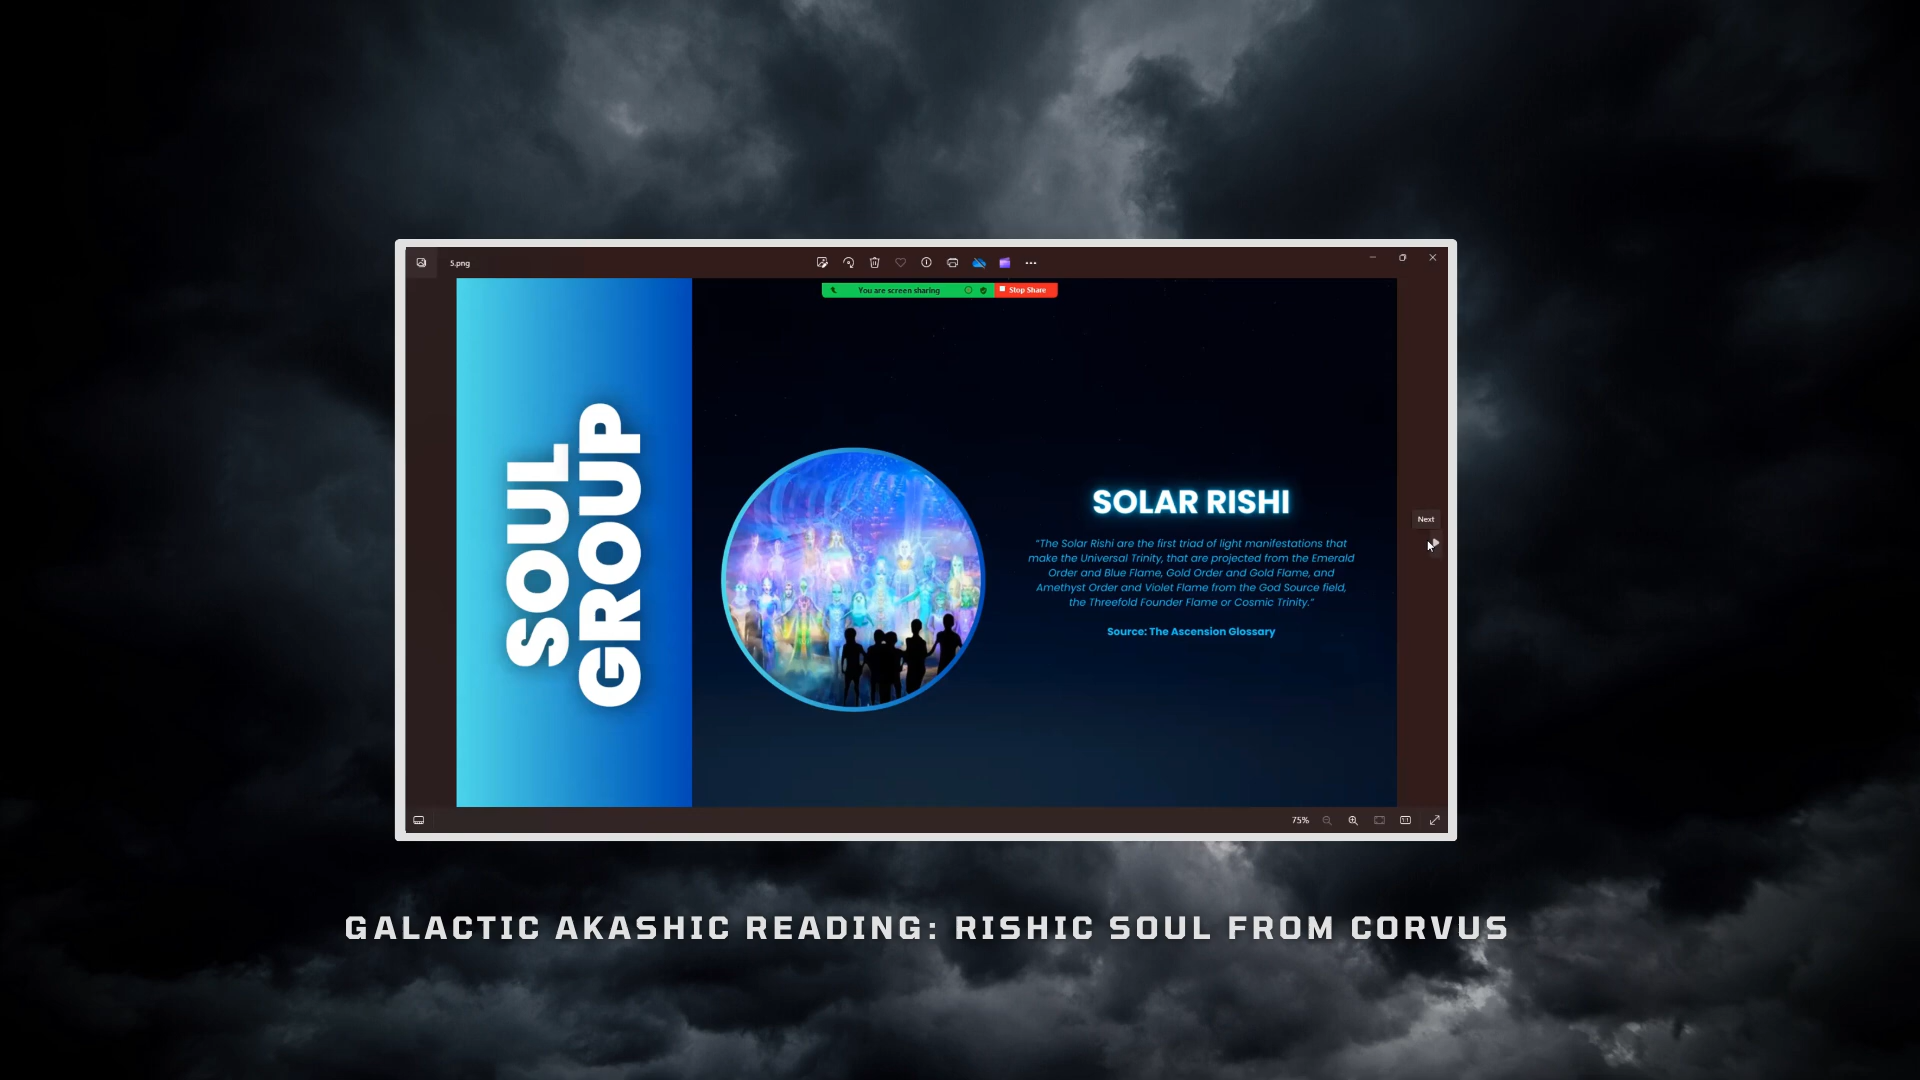 5.png
You are screen sharing
Stop Share
SOUL
GROUP
SOLAR RISHI
"The Solar Rishi are the first triad of light manifestations that
make the Universal Trinity, that are projected from the Emerald
Order and Blue Flame, Gold Order and Gold Flame, and
Amethyst Order and Violet Flame from the God Source field,
the Threefold Founder Flame or Cosmic Trinity."
Source: The Ascension Glossary
Next
75%
GALACTIC AKASHIC READING: RISHIC SOUL FROM CORVUS